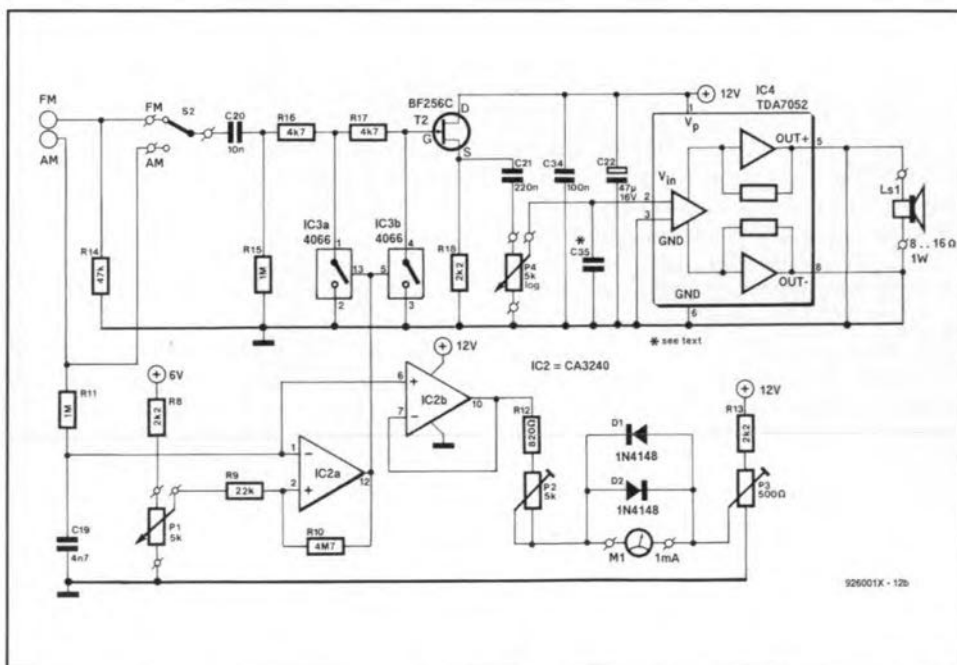 FM
AM
FM
S2
AM
C20
10n
R16
4k7
R17
4k7
BF256C
T2
D
G
S
C21
220n
C34
100n
C22
47µ
16V
12V
IC4
TDA7052
1
Vp
OUT+
5
Vin
2
3
GND
OUT-
8
GND
6
Ls1
8 .. 16 Ω
1W
R14
47k
R15
1M
IC3a
4066
1
2
13
IC3b
4066
5
4
3
R18
2k2
P4
5k
log
*
C35
* see text
R11
1M
6V
R8
2k2
12V
IC2 = CA3240
6
+
7
−
IC2b
10
R12
820Ω
D1
1N4148
D2
1N4148
12V
R13
2k2
1
−
2
+
IC2a
12
R9
22k
R10
4M7
P1
5k
C19
4n7
P2
5k
M1
1mA
P3
500Ω
926001X - 12b